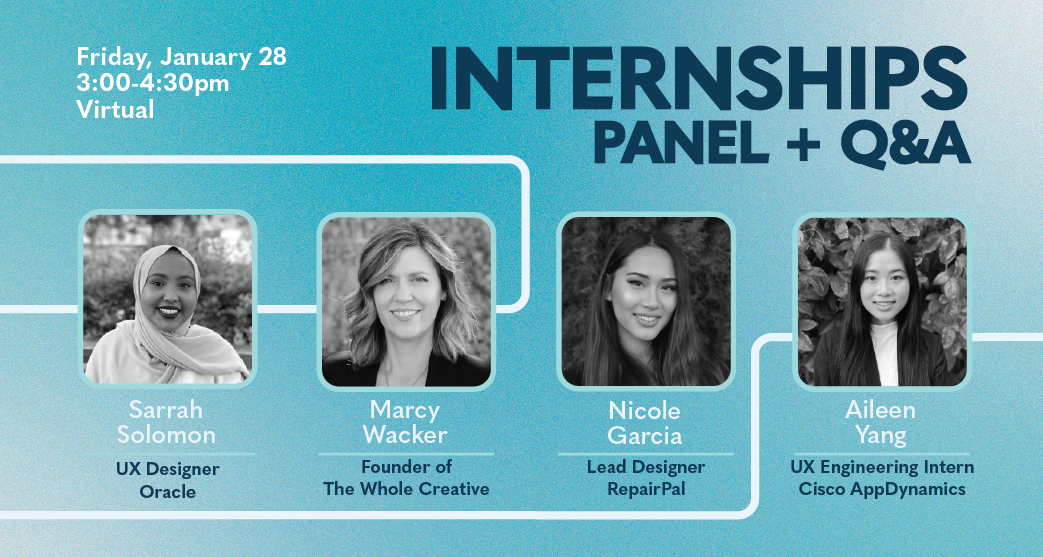 Friday, January 28
3:00-4:30pm
Virtual
INTERNSHIPS
PANEL + Q&A
Sarrah
Solomon
UX Designer
Oracle
Marcy
Wacker
Founder of
The Whole Creative
Nicole
Garcia
Lead Designer
RepairPal
Aileen
Yang
UX Engineering Intern
Cisco AppDynamics